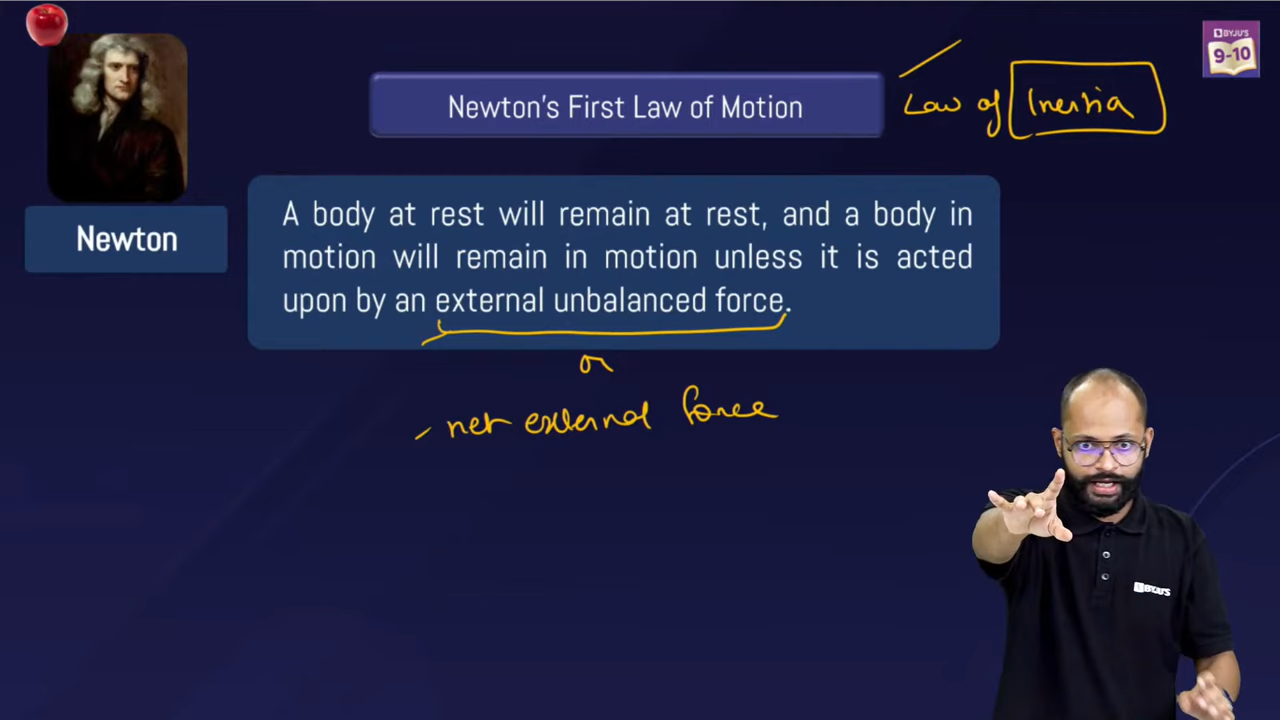 BYJU'S
9-10
Newton's First Law of Motion
Law of Inertia
A body at rest will remain at rest, and a body in
motion will remain in motion unless it is acted
upon by an external unbalanced force.
Newton
or
net external force
BYJU'S